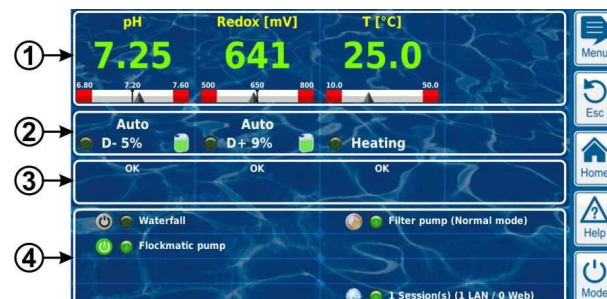 pH Redox [mV] T [°C]
1 7.25 641 25.0
6.80 7.20 7.60 500 650 800 10.0 50.0
Menu
Esc
2 Auto Auto
D- 5% D+ 9% Heating
3 OK OK OK
Home
4 Waterfall Filter pump (Normal mode)
Help
Flockmatic pump
1 Session(s) (1 LAN / 0 Web)
Mode